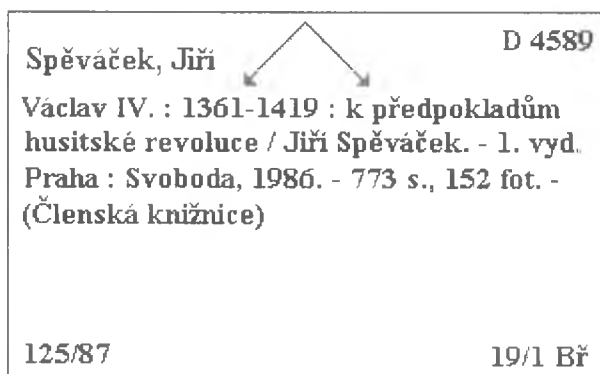 D 4589
Spěváček, Jiří
Václav IV. : 1361-1419 : k předpokladům
husitské revoluce / Jiří Spěváček. - 1. vyd.
Praha : Svoboda, 1986. - 773 s., 152 fot. -
(Členská knižnice)
125/87
19/1 Bř